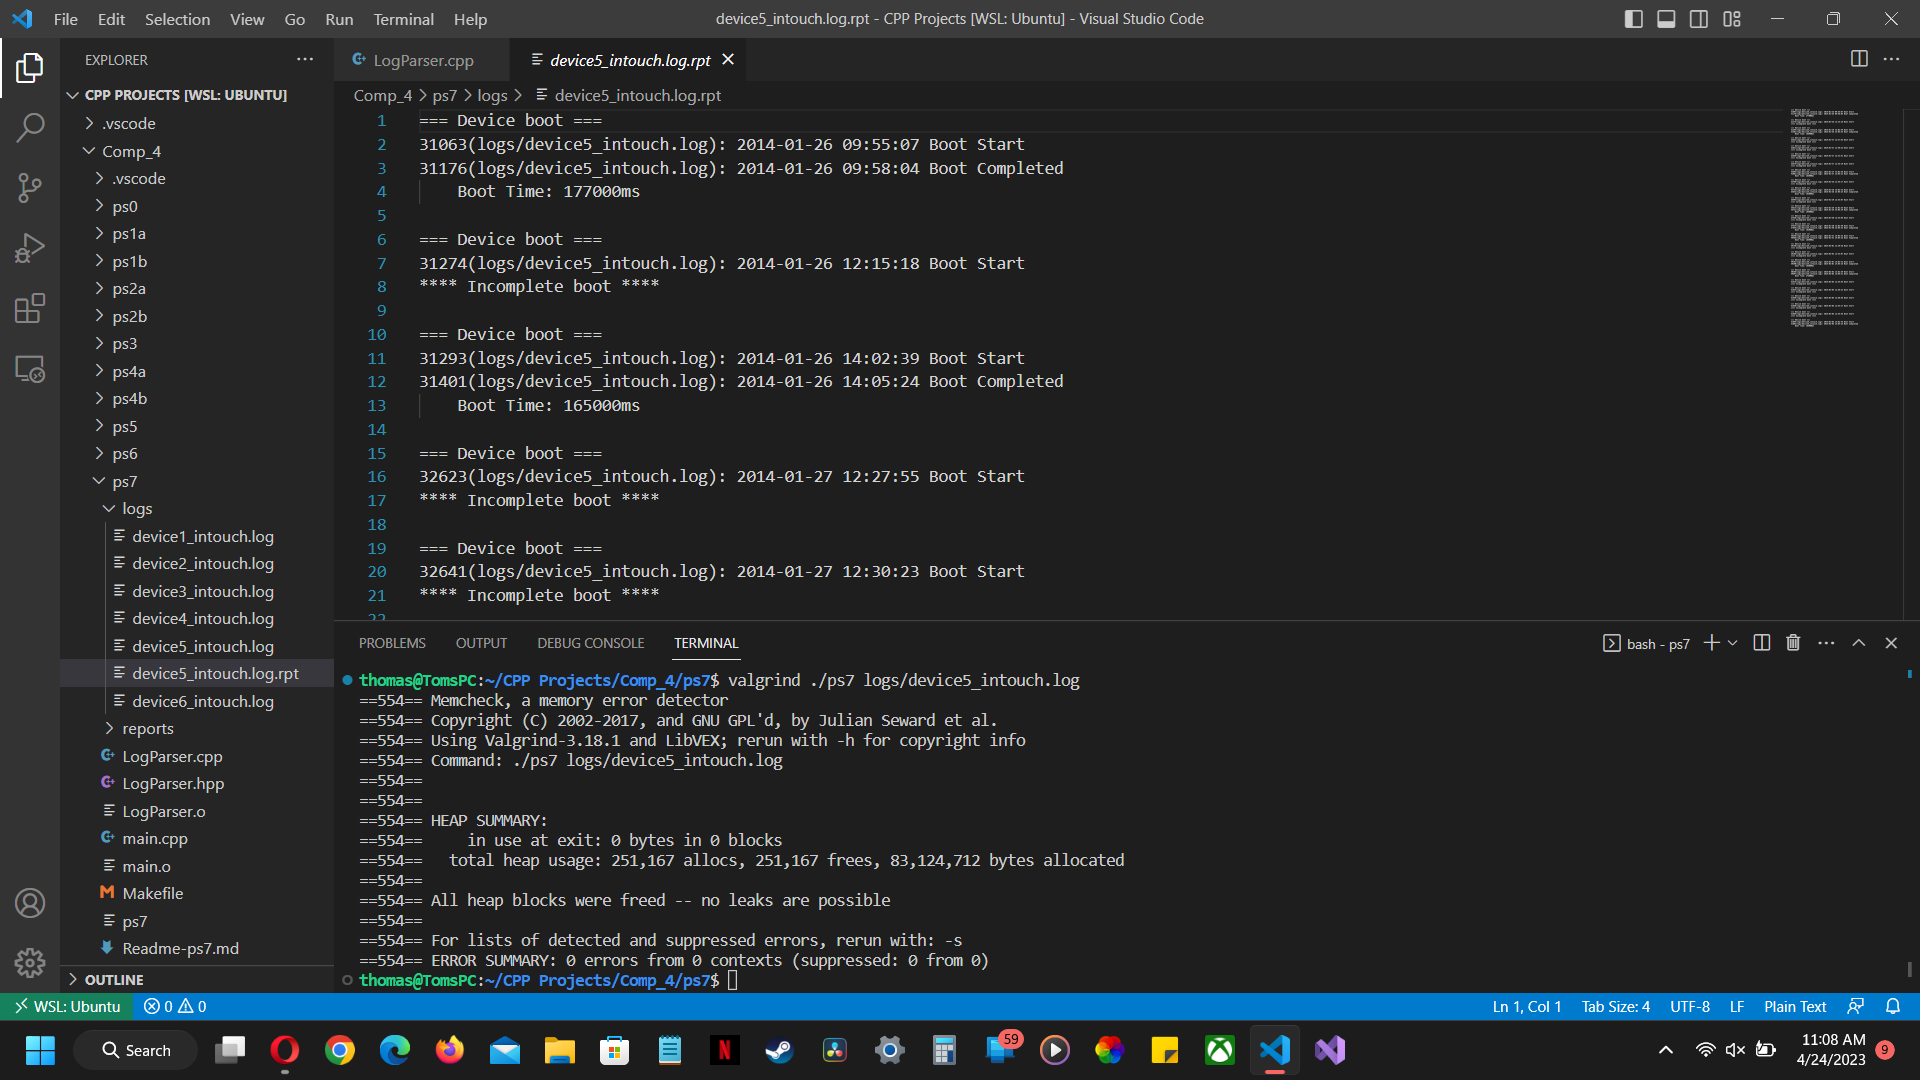 File Edit Selection View Go Run Terminal Help
device5_intouch.log.rpt - CPP Projects [WSL: Ubuntu] - Visual Studio Code
EXPLORER
CPP PROJECTS [WSL: UBUNTU]
.vscode
Comp_4
.vscode
ps0
ps1a
ps1b
ps2a
ps2b
ps3
ps4a
ps4b
ps5
ps6
ps7
logs
device1_intouch.log
device2_intouch.log
device3_intouch.log
device4_intouch.log
device5_intouch.log
device5_intouch.log.rpt
device6_intouch.log
reports
LogParser.cpp
LogParser.hpp
LogParser.o
main.cpp
main.o
Makefile
ps7
Readme-ps7.md
OUTLINE
LogParser.cpp device5_intouch.log.rpt
Comp_4 > ps7 > logs > device5_intouch.log.rpt
1 === Device boot ===
2 31063(logs/device5_intouch.log): 2014-01-26 09:55:07 Boot Start
3 31176(logs/device5_intouch.log): 2014-01-26 09:58:04 Boot Completed
4 Boot Time: 177000ms
5
6 === Device boot ===
7 31274(logs/device5_intouch.log): 2014-01-26 12:15:18 Boot Start
8 **** Incomplete boot ****
9
10 === Device boot ===
11 31293(logs/device5_intouch.log): 2014-01-26 14:02:39 Boot Start
12 31401(logs/device5_intouch.log): 2014-01-26 14:05:24 Boot Completed
13 Boot Time: 165000ms
14
15 === Device boot ===
16 32623(logs/device5_intouch.log): 2014-01-27 12:27:55 Boot Start
17 **** Incomplete boot ****
18
19 === Device boot ===
20 32641(logs/device5_intouch.log): 2014-01-27 12:30:23 Boot Start
21 **** Incomplete boot ****
22
PROBLEMS OUTPUT DEBUG CONSOLE TERMINAL
bash - ps7
thomas@TomsPC:~/CPP Projects/Comp_4/ps7$ valgrind ./ps7 logs/device5_intouch.log
==554== Memcheck, a memory error detector
==554== Copyright (C) 2002-2017, and GNU GPL'd, by Julian Seward et al.
==554== Using Valgrind-3.18.1 and LibVEX; rerun with -h for copyright info
==554== Command: ./ps7 logs/device5_intouch.log
==554==
==554==
==554== HEAP SUMMARY:
==554== in use at exit: 0 bytes in 0 blocks
==554== total heap usage: 251,167 allocs, 251,167 frees, 83,124,712 bytes allocated
==554==
==554== All heap blocks were freed -- no leaks are possible
==554==
==554== For lists of detected and suppressed errors, rerun with: -s
==554== ERROR SUMMARY: 0 errors from 0 contexts (suppressed: 0 from 0)
thomas@TomsPC:~/CPP Projects/Comp_4/ps7$
WSL: Ubuntu 0 0
Ln 1, Col 1 Tab Size: 4 UTF-8 LF Plain Text
Search
59
11:08 AM
4/24/2023
9